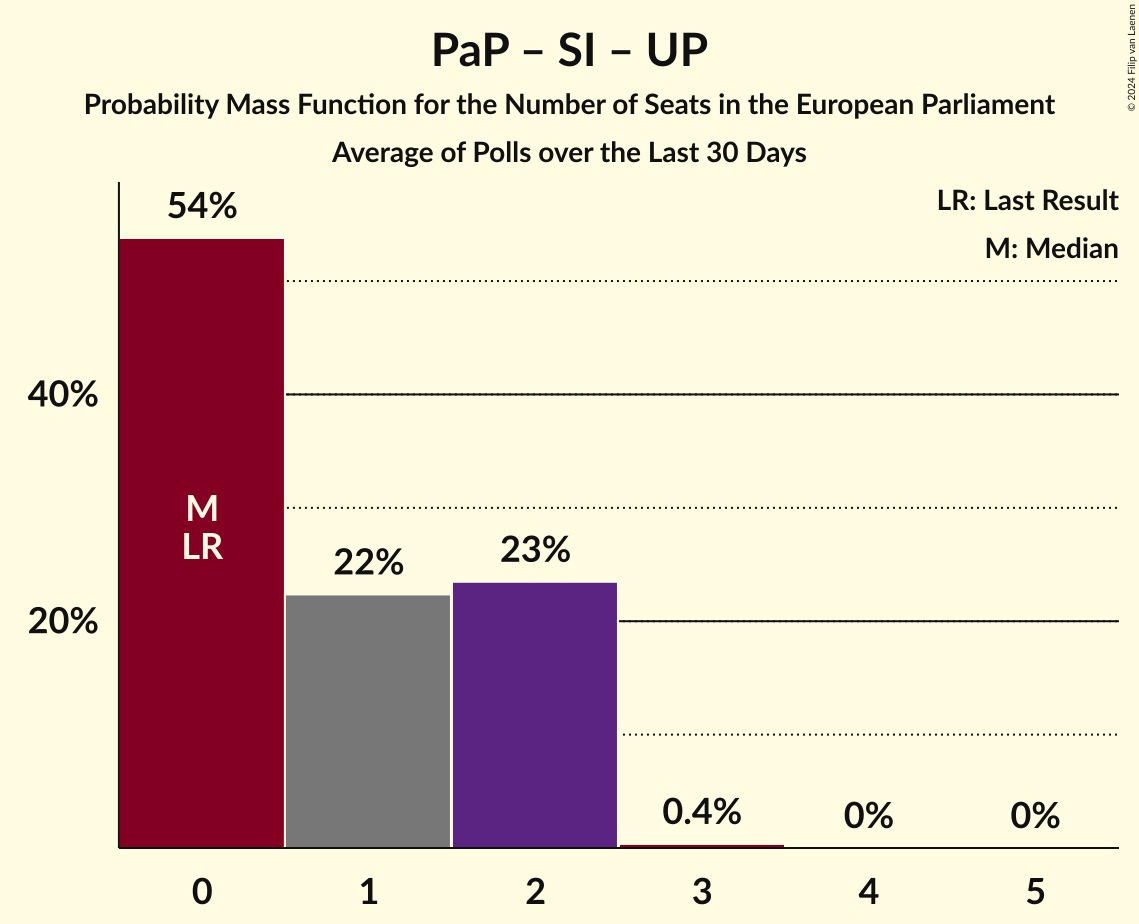 PaP – SI – UP
Probability Mass Function for the Number of Seats in the European Parliament
Average of Polls over the Last 30 Days
© 2024 Filip van Laenen
LR: Last Result
M: Median
54%
40%
M
LR
22%
23%
20%
0.4%
0%
0%
0
1
2
3
4
5